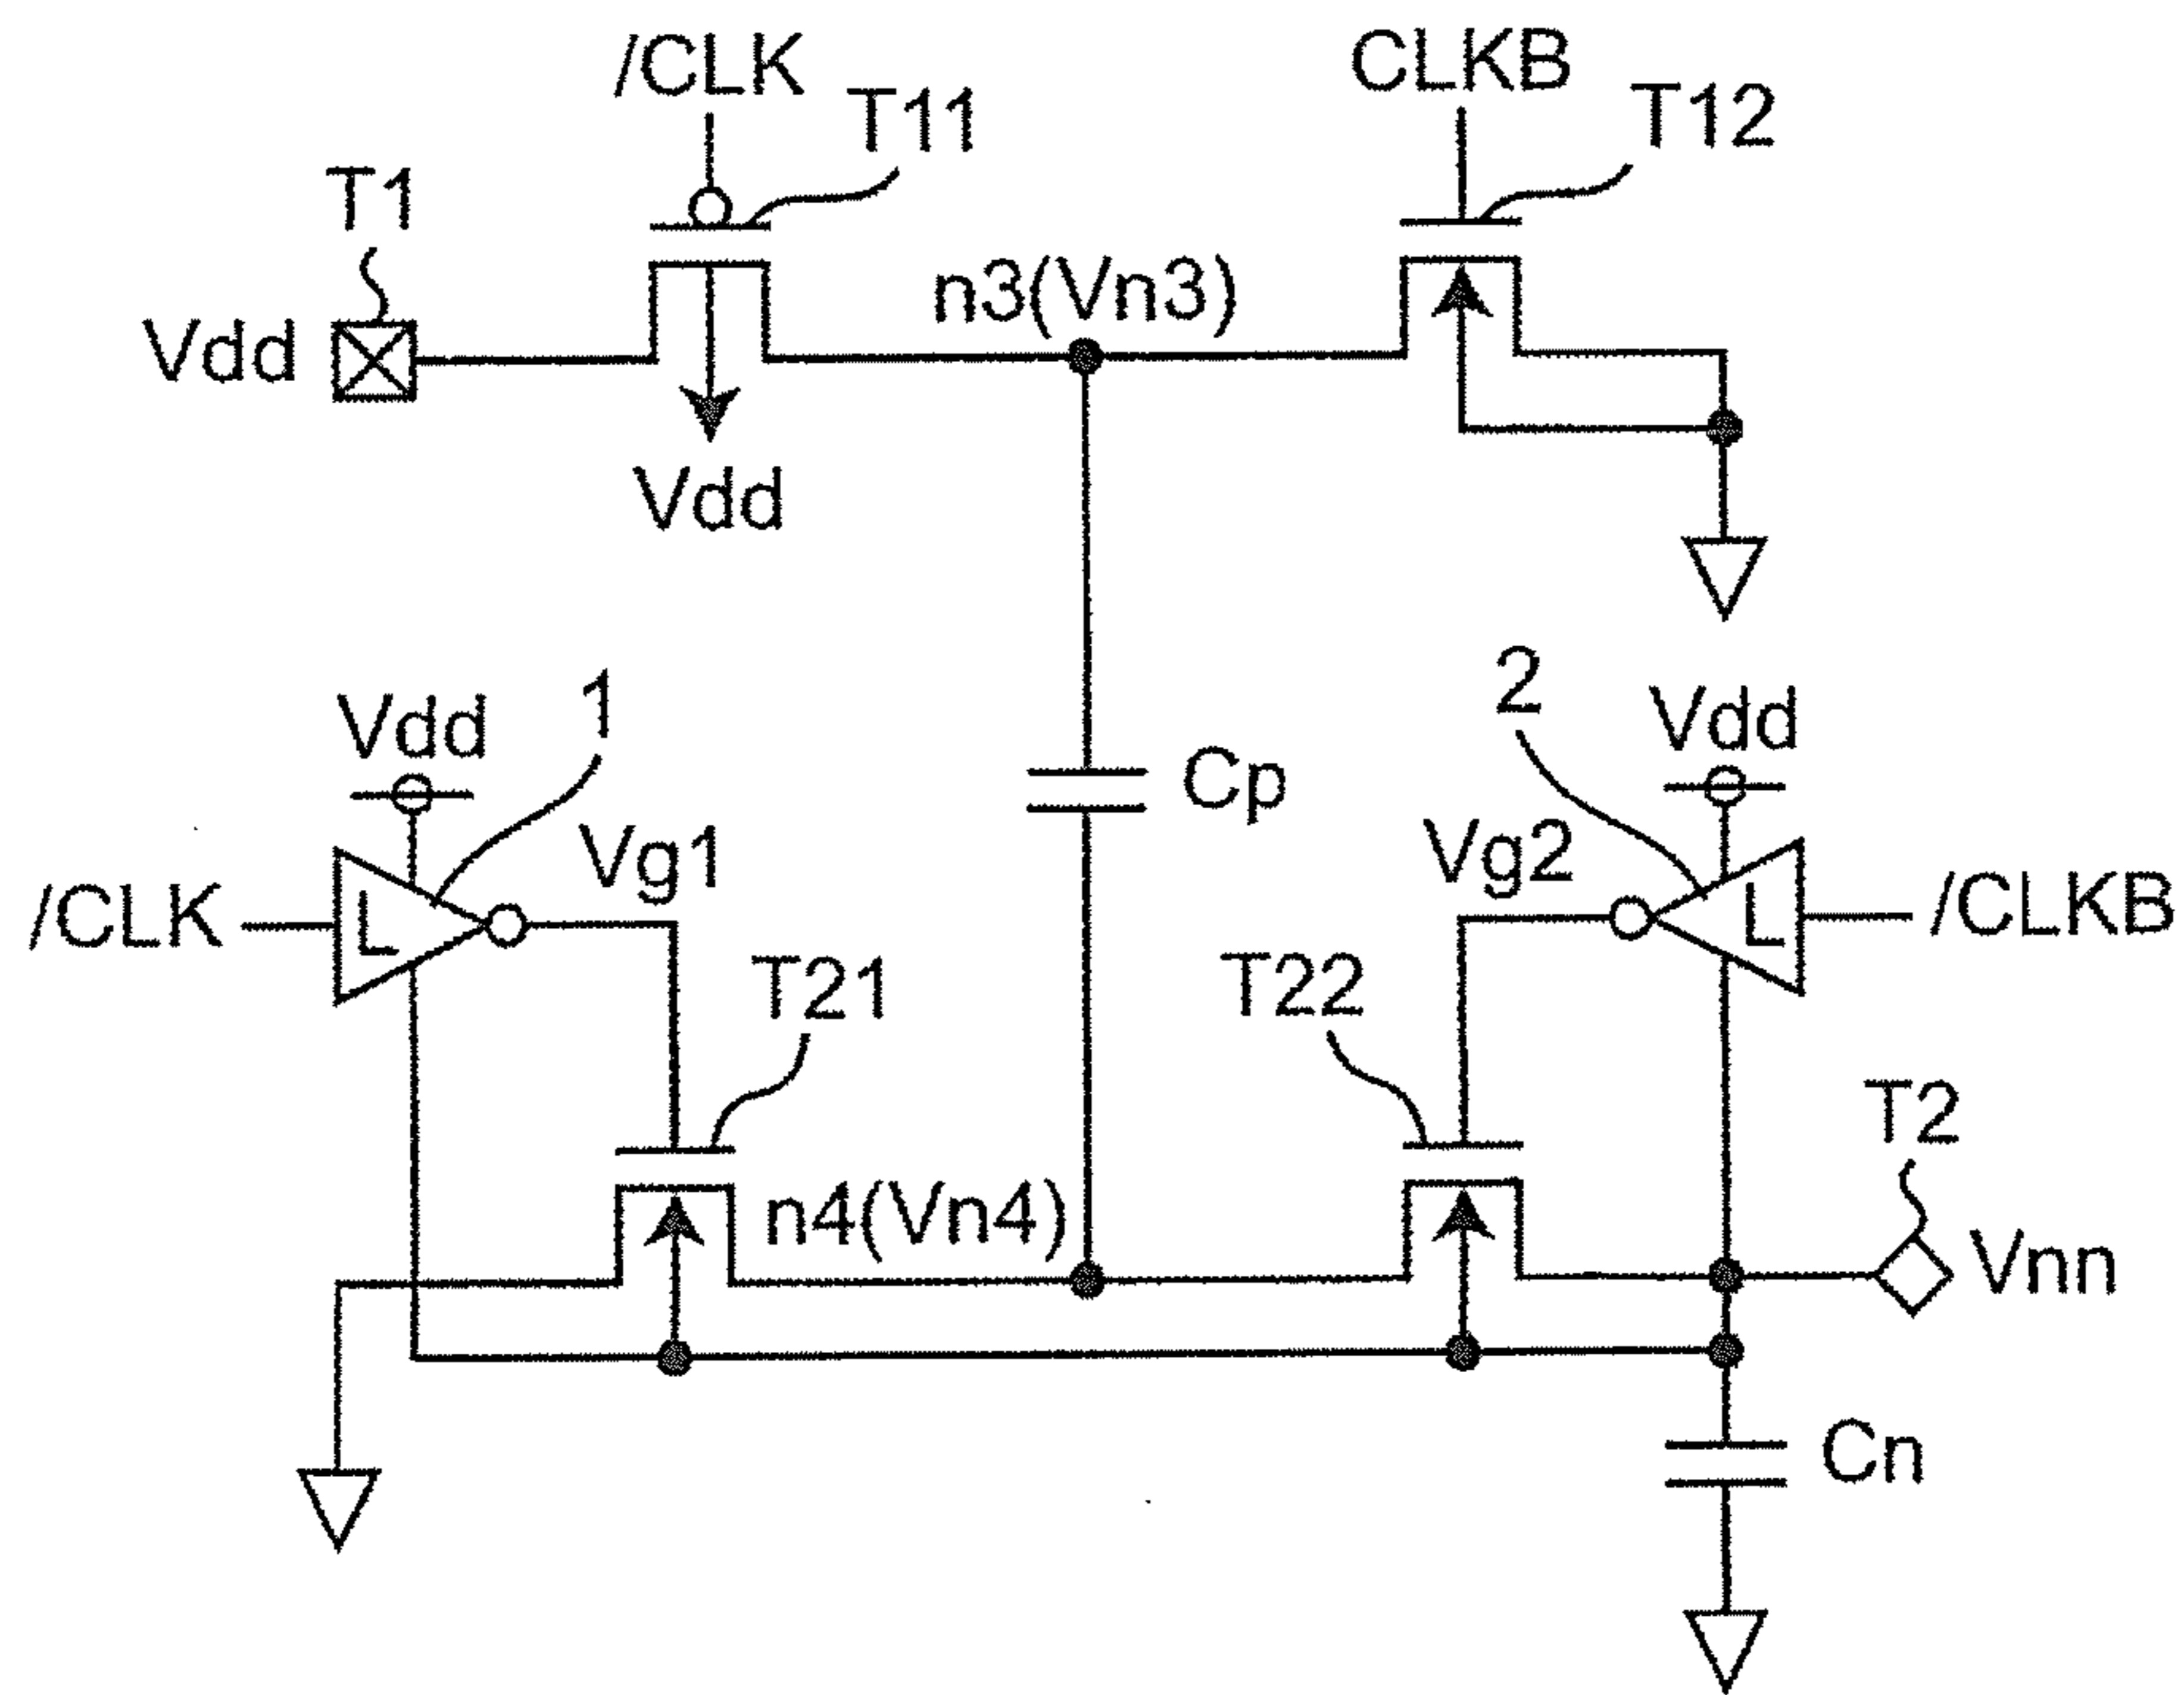 /CLK
CLKB
T11
T12
T1
n3(Vn3)
Vdd
Vdd
1
2
Vdd
Vdd
Cp
Vg1
Vg2
/CLK
L
L
/CLKB
T21
T22
T2
n4(Vn4)
Vnn
Cn